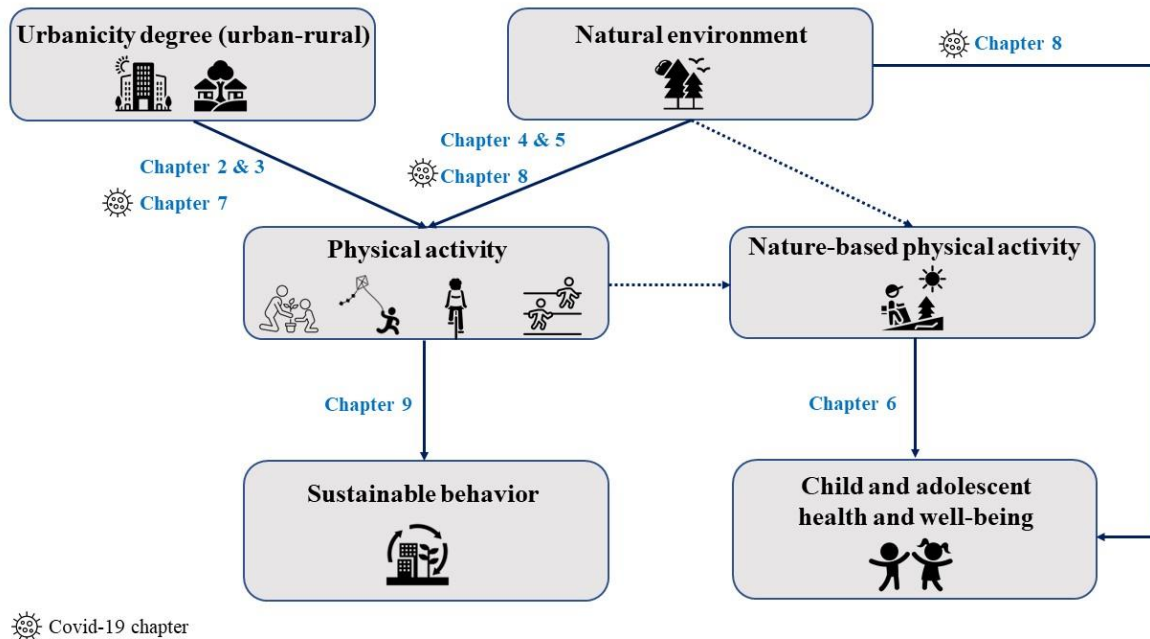 Urbanicity degree (urban-rural)
Natural environment
Chapter 8
Chapter 2 & 3
Chapter 7
Chapter 4 & 5
Chapter 8
Physical activity
Nature-based physical activity
Chapter 9
Chapter 6
Sustainable behavior
Child and adolescent
health and well-being
Covid-19 chapter